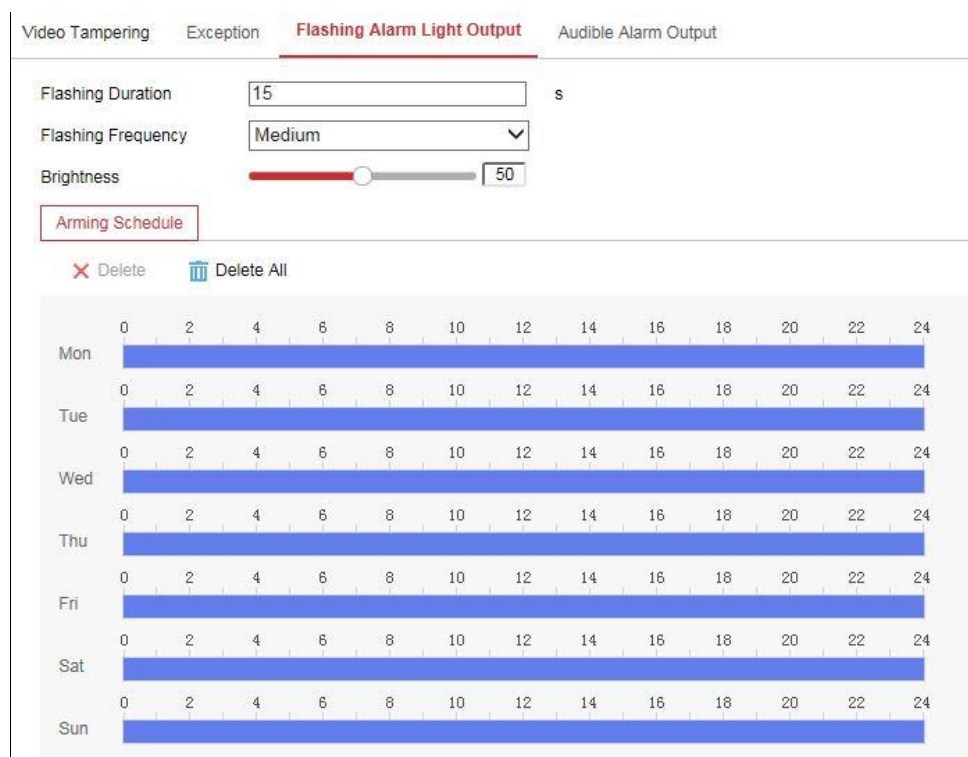 Video Tampering Exception Flashing Alarm Light Output Audible Alarm Output
Flashing Duration 15 s
Flashing Frequency Medium
Brightness 50
Arming Schedule
Delete Delete All
0 2 4 6 8 10 12 14 16 18 20 22 24
Mon
0 2 4 6 8 10 12 14 16 18 20 22 24
Tue
0 2 4 6 8 10 12 14 16 18 20 22 24
Wed
0 2 4 6 8 10 12 14 16 18 20 22 24
Thu
0 2 4 6 8 10 12 14 16 18 20 22 24
Fri
0 2 4 6 8 10 12 14 16 18 20 22 24
Sat
0 2 4 6 8 10 12 14 16 18 20 22 24
Sun